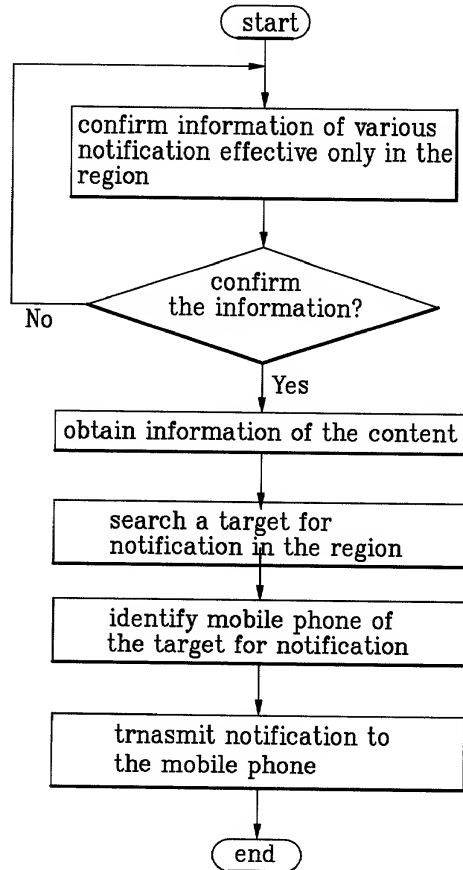 start
confirm information of various
notification effective only in the
region
confirm
the information?
No
Yes
obtain information of the content
search a target for
notification in the region
identify mobile phone of
the target for notification
trnasmit notification to
the mobile phone
end